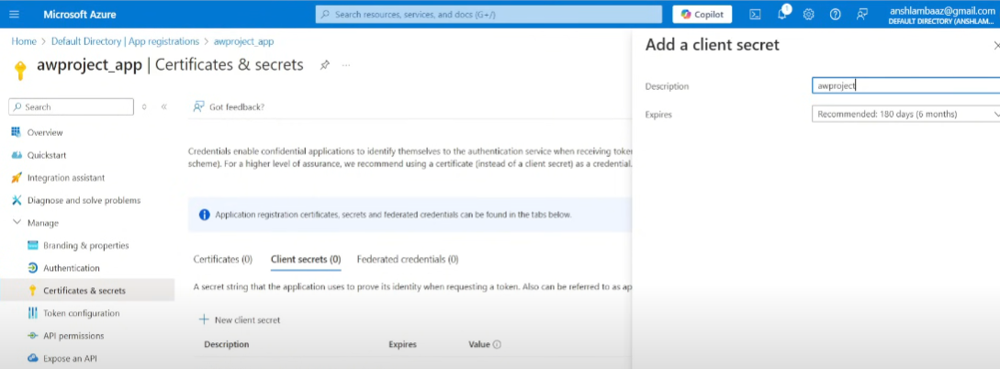 Microsoft Azure
Search resources, services, and docs (G+/)
Copilot
1
anshlambaaz@gmail.com
DEFAULT DIRECTORY (ANSHLAM...
Home > Default Directory | App registrations > awproject_app
awproject_app | Certificates & secrets
...
Search
Got feedback?
Overview
Quickstart
Integration assistant
Diagnose and solve problems
Manage
Branding & properties
Authentication
Certificates & secrets
Token configuration
API permissions
Expose an API
Credentials enable confidential applications to identify themselves to the authentication service when receiving toke
scheme). For a higher level of assurance, we recommend using a certificate (instead of a client secret) as a credential.
Application registration certificates, secrets and federated credentials can be found in the tabs below.
Certificates (0) Client secrets (0) Federated credentials (0)
A secret string that the application uses to prove its identity when requesting a token. Also can be referred to as ap
New client secret
Description Expires Value
Add a client secret
Description awproject
Expires Recommended: 180 days (6 months)